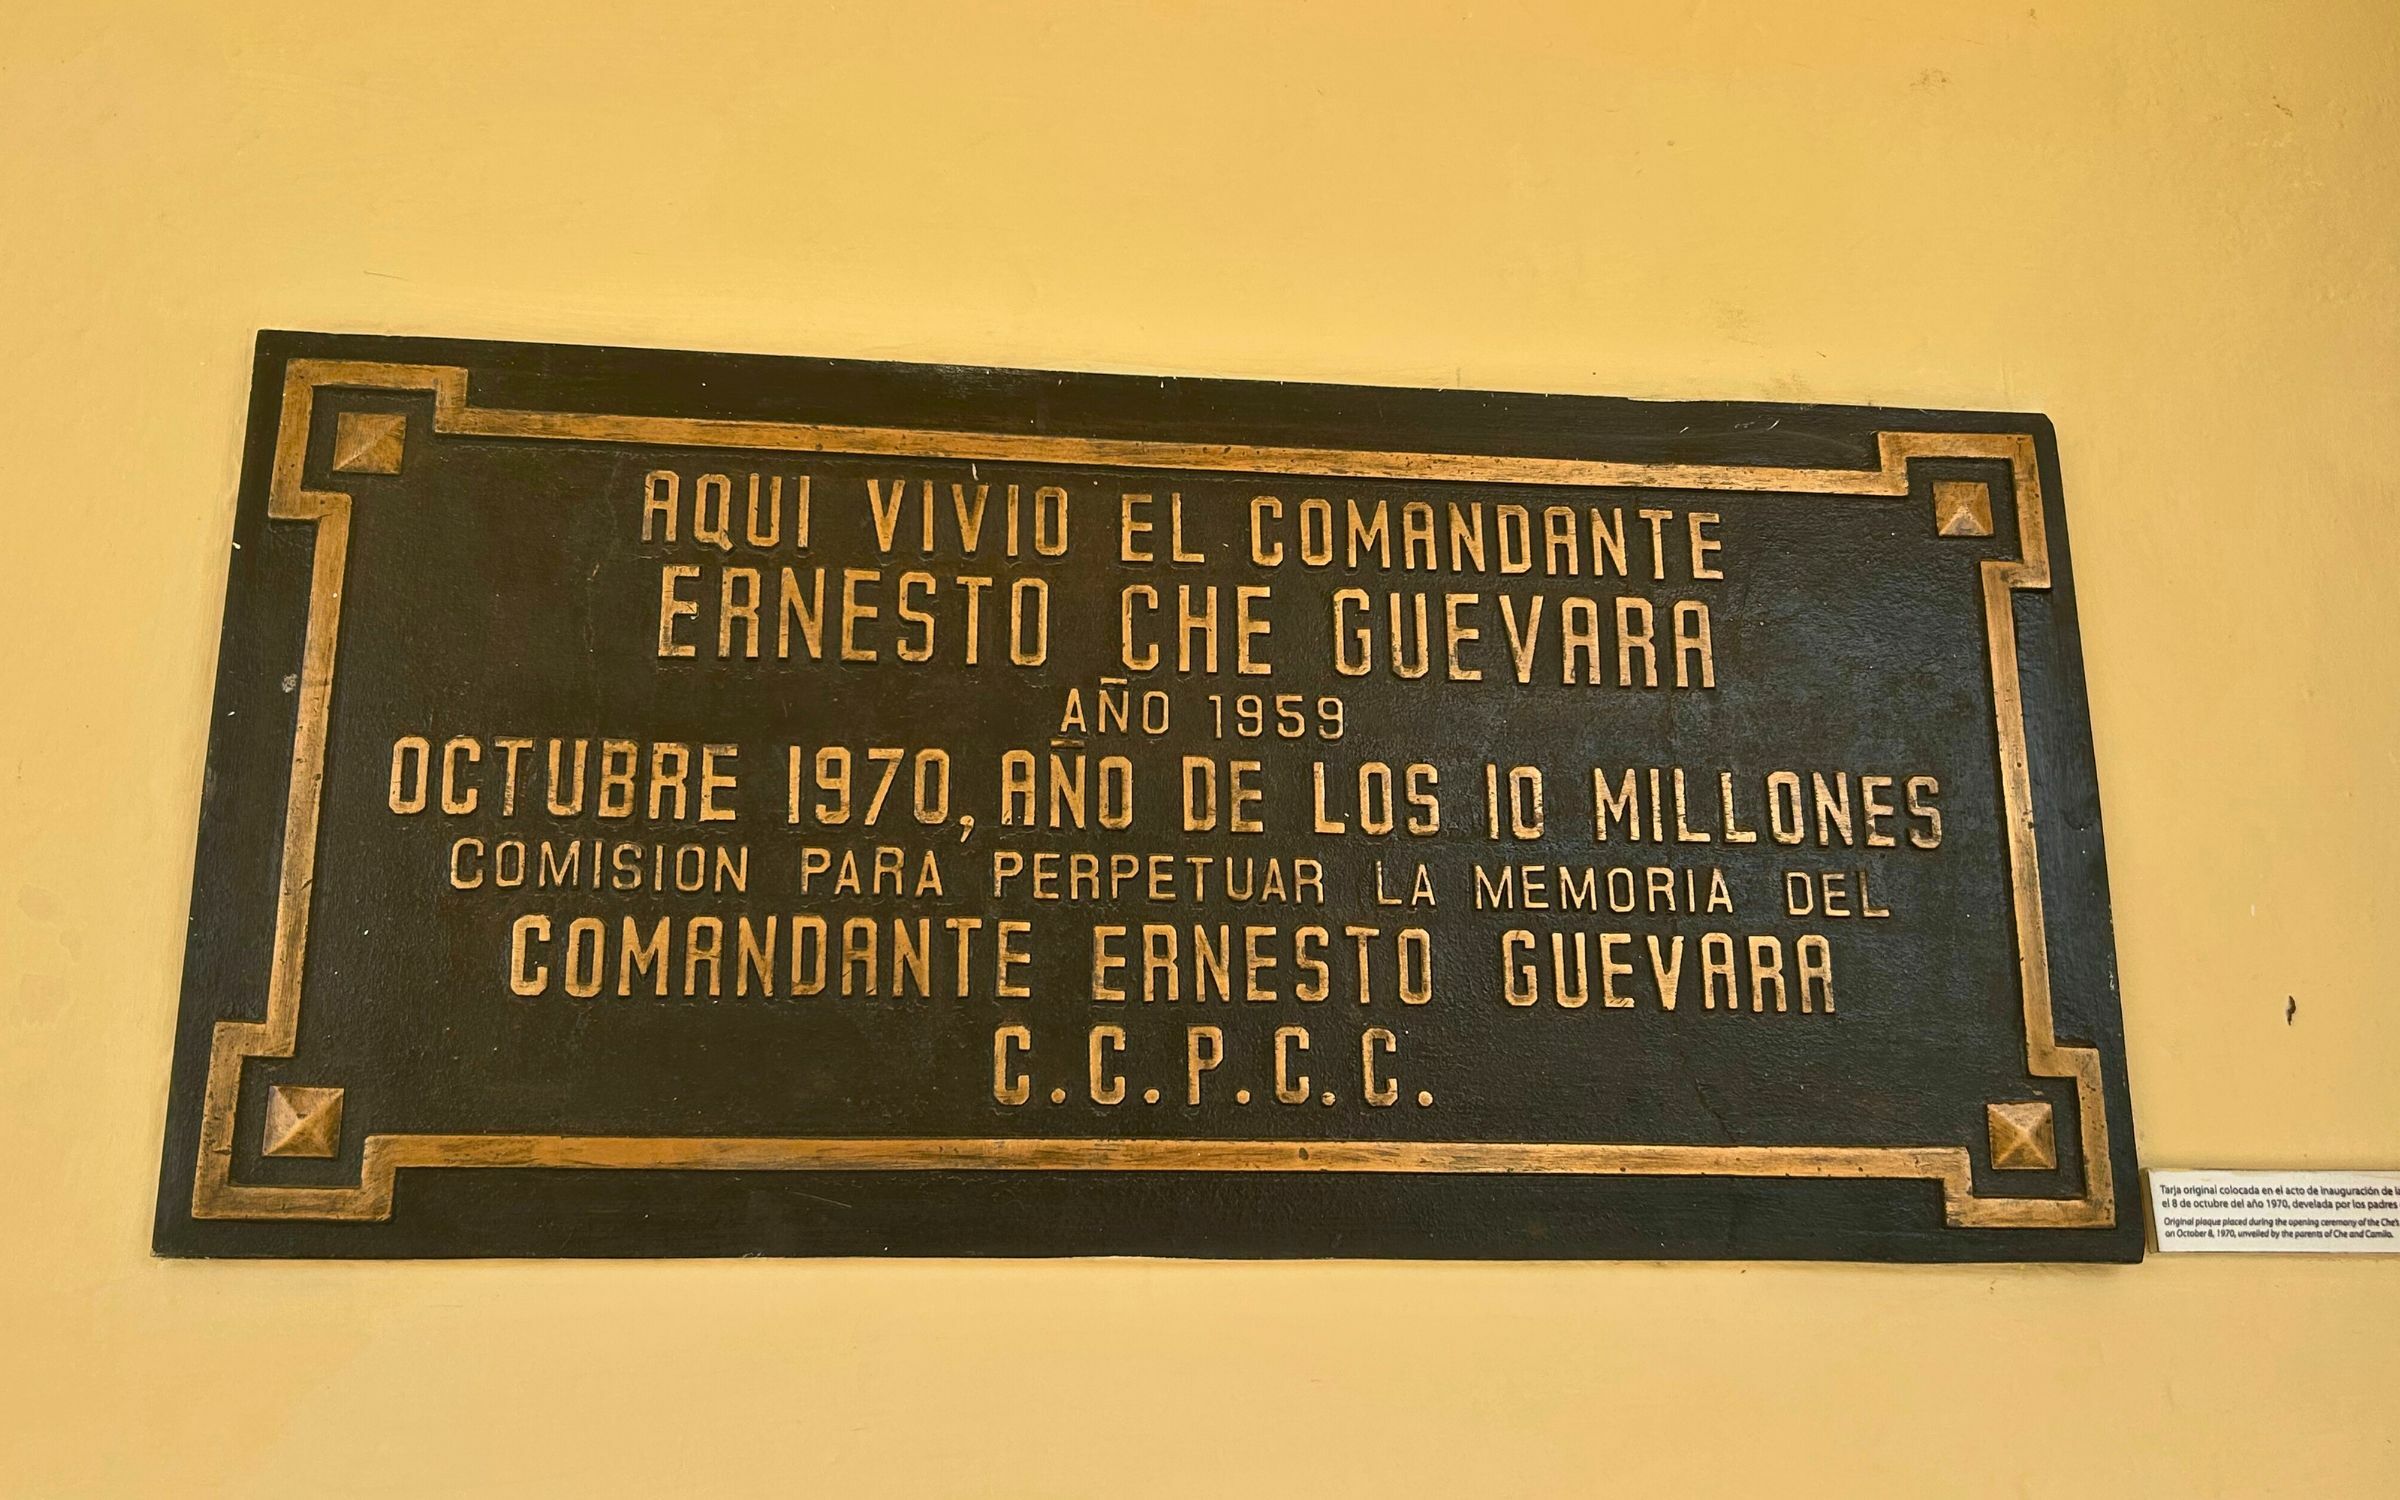 AQUI VIVIO EL COMANDANTE
ERNESTO CHE GUEVARA
AÑO 1959
OCTUBRE 1970, AÑO DE LOS 10 MILLONES
COMISION PARA PERPETUAR LA MEMORIA DEL
COMANDANTE ERNESTO GUEVARA
C.C.P.C.C.
Tarja original colocada en el acto de inauguración de
el 8 de octubre del año 1970, develada por los padres
Original plaque placed during the opening ceremony of the Che's
on October 8, 1970, unveiled by the parents of Che and Camilo.